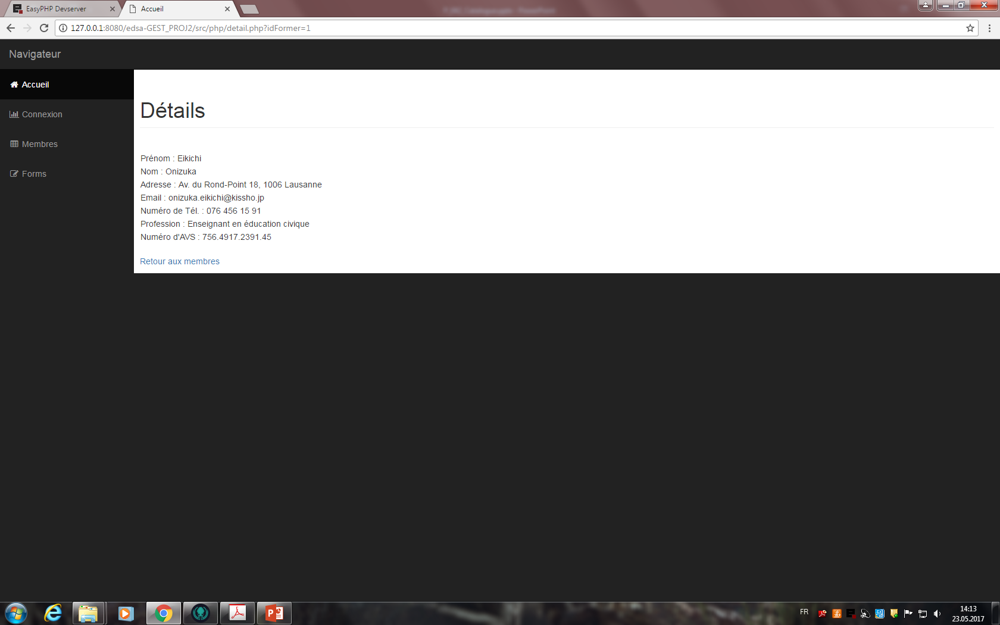 EasyPHP Devserver
Accueil
127.0.0.1:8080/edsa-GEST_PROJ2/src/php/detail.php?idFormer=1
Navigateur
Accueil
Connexion
Membres
Forms
Détails
Prénom : Eikichi
Nom : Onizuka
Adresse : Av. du Rond-Point 18, 1006 Lausanne
Email : onizuka.eikichi@kissho.jp
Numéro de Tél. : 076 456 15 91
Profession : Enseignant en éducation civique
Numéro d'AVS : 756.4917.2391.45
Retour aux membres
FR
14:13
23.05.2017